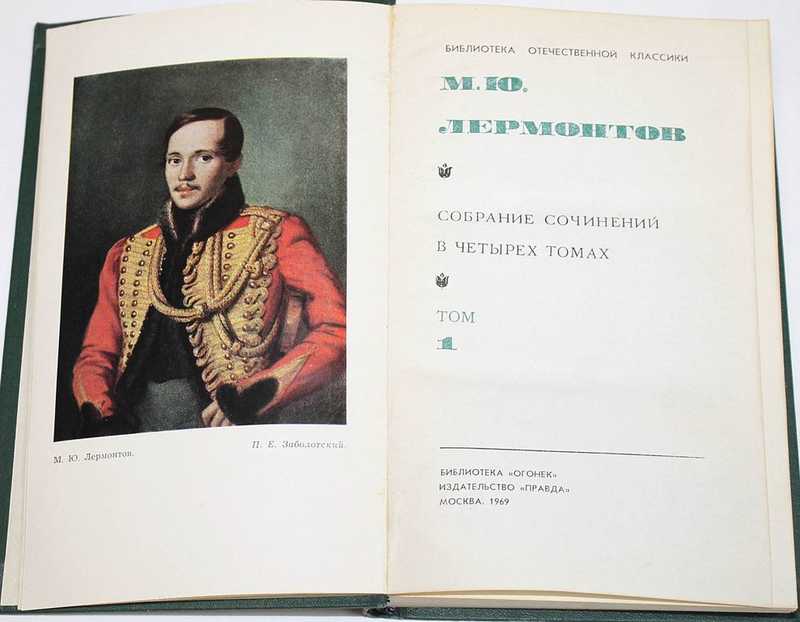 М. Ю. Лермонтов.
П. Е. Заболотский.
БИБЛИОТЕКА ОТЕЧЕСТВЕННОЙ КЛАССИКИ
М. Ю.
ЛЕРМОНТОВ
СОБРАНИЕ СОЧИНЕНИЙ
В ЧЕТЫРЕХ ТОМАХ
ТОМ
1
БИБЛИОТЕКА «ОГОНЕК»
ИЗДАТЕЛЬСТВО «ПРАВДА»
МОСКВА. 1969